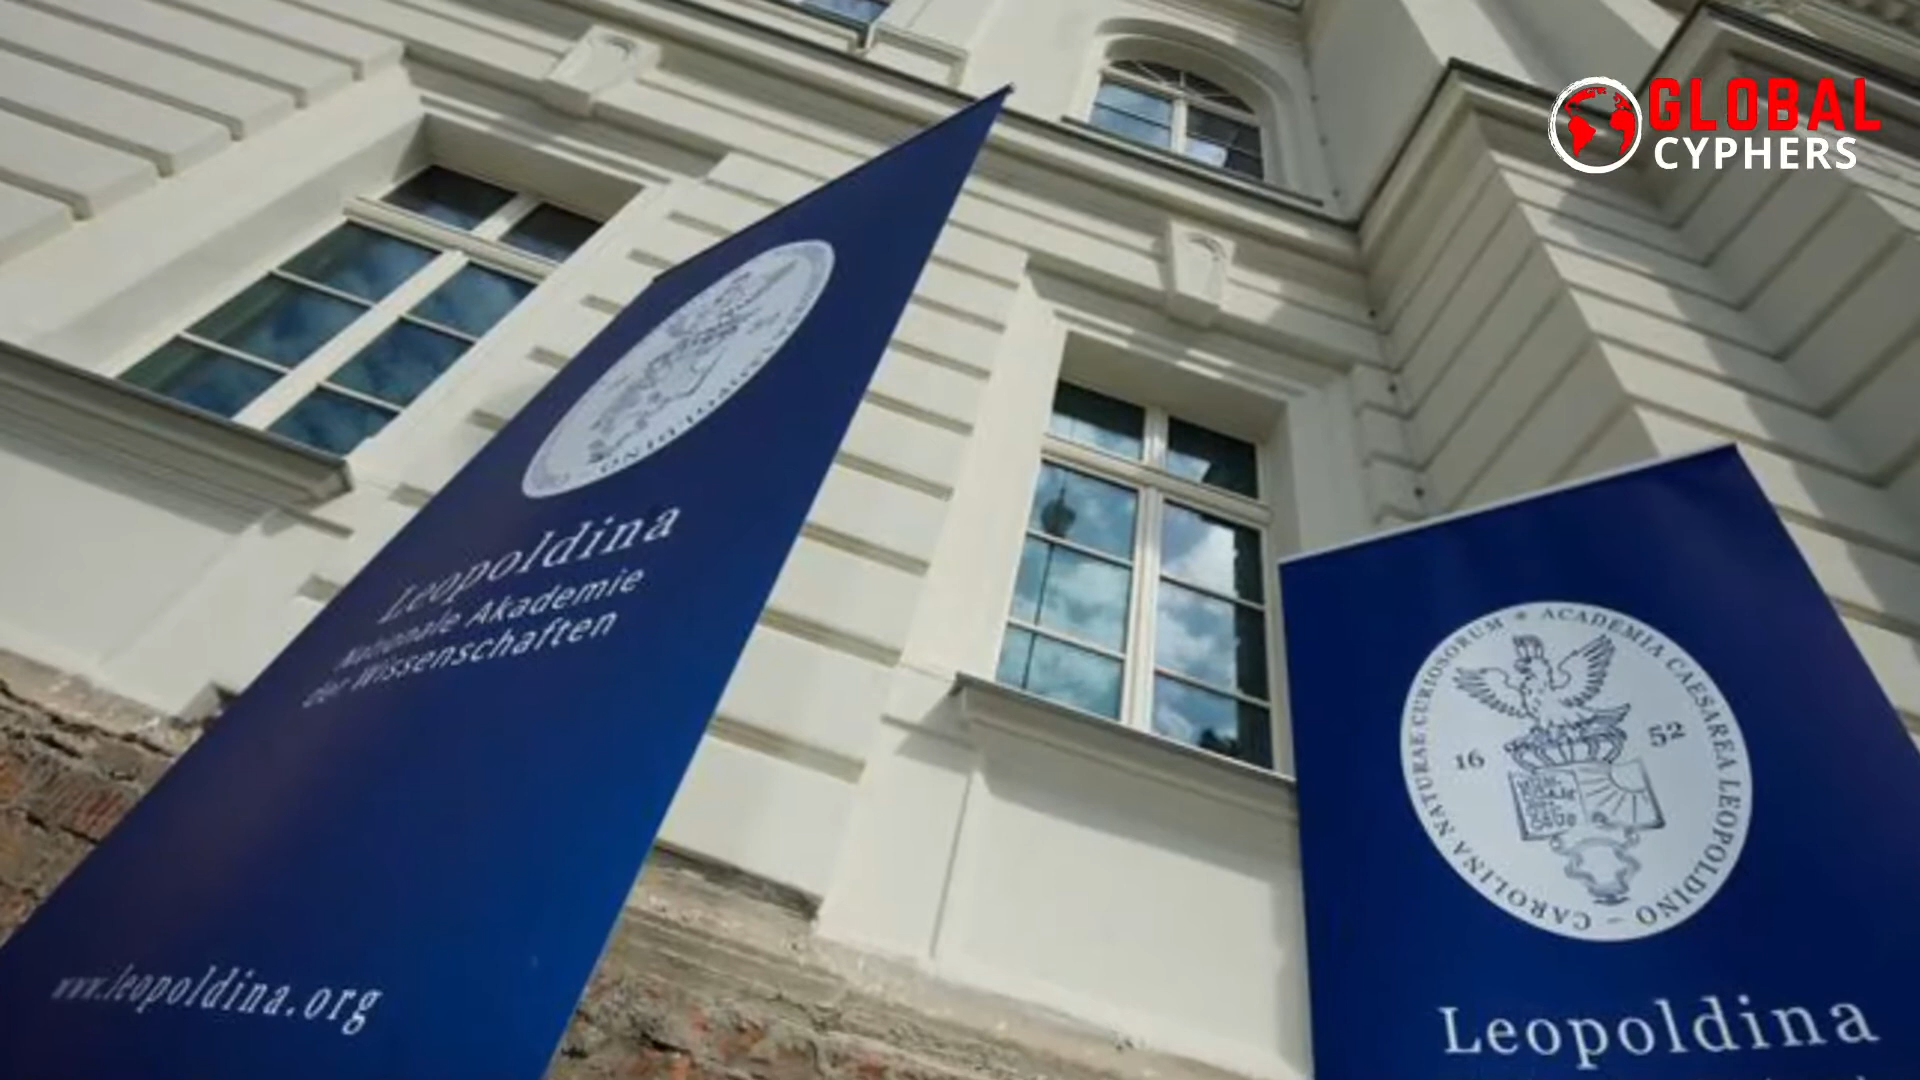 GLOBAL
CYPHERS
Leopoldina
Nationale Akademie
der Wissenschaften
www.leopoldina.org
ACADEMIA CAESAREA LEOPOLDINO – CAROLINA NATURAE CURIOSORUM
16 52
Leopoldina